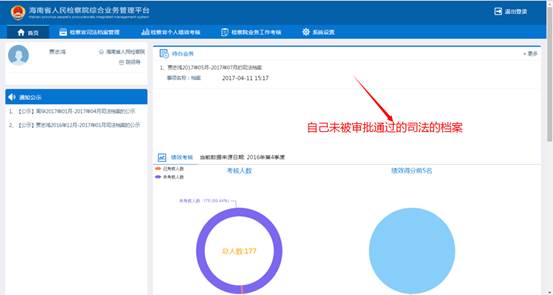 海南省人民检察院综合业务管理平台
Hainan province people's procuratorate integrated management system
退出登录
首页
检察官司法档案管理
检察官个人绩效考核
检察院业务工作考核
系统设置
贾志鸿
海南省人民检察院
院领导
待办业务
更多
1、贾志鸿2017年05月-2017年07月的司法档案
事项名称：档案 2017-04-11 15:17
通知公示
1、【公示】2017年01月-2017年04月司法档案的公示
2、【公示】贾志鸿2016年12月-2017年01月司法档案的公示
自己未被审批通过的司法的档案
绩效考核 当前数据来源日期: 2016年第4季度
已考核人数
未考核人数
考核人数
绩效得分前5名
未考核人数：176 (99.44%)
总人数:177